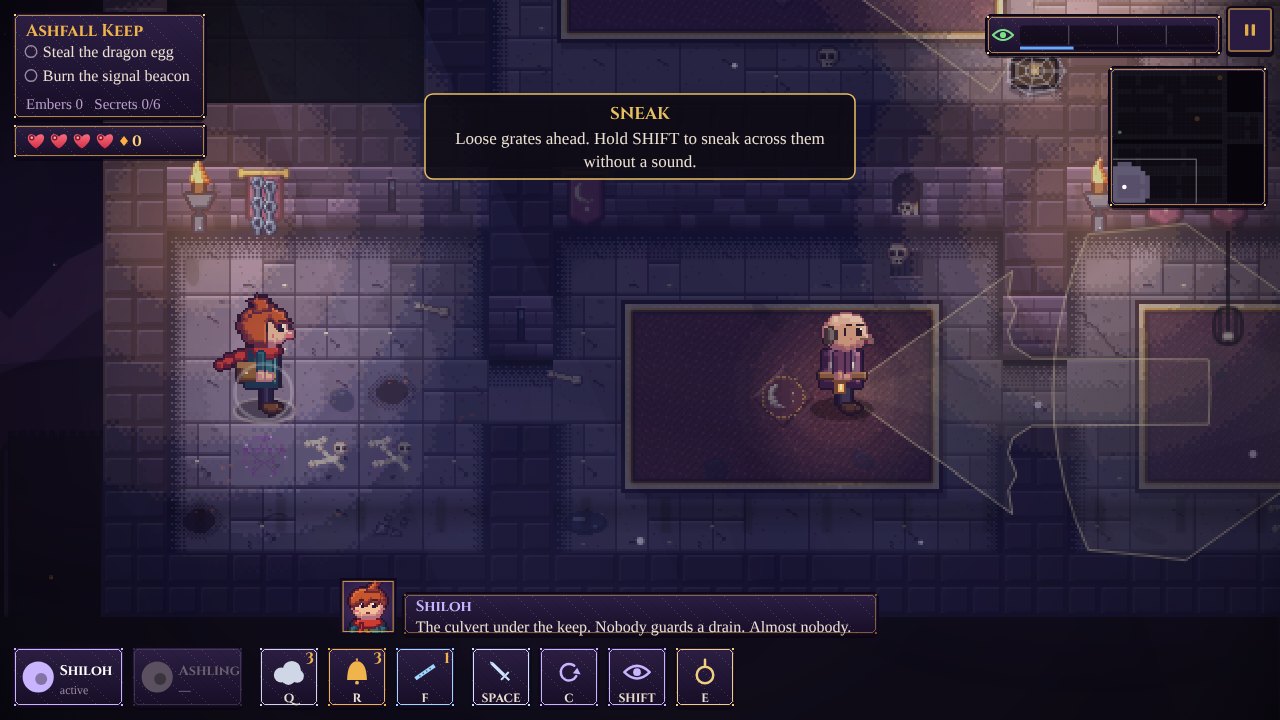 ASHFALL KEEP
Steal the dragon egg
Burn the signal beacon
Embers 0 Secrets 0/6
0
SNEAK
Loose grates ahead. Hold SHIFT to sneak across them
without a sound.
SHILOH
The culvert under the keep. Nobody guards a drain. Almost nobody.
SHILOH
active
ASHLING
—
3
Q
3
R
1
F
SPACE
C
SHIFT
E